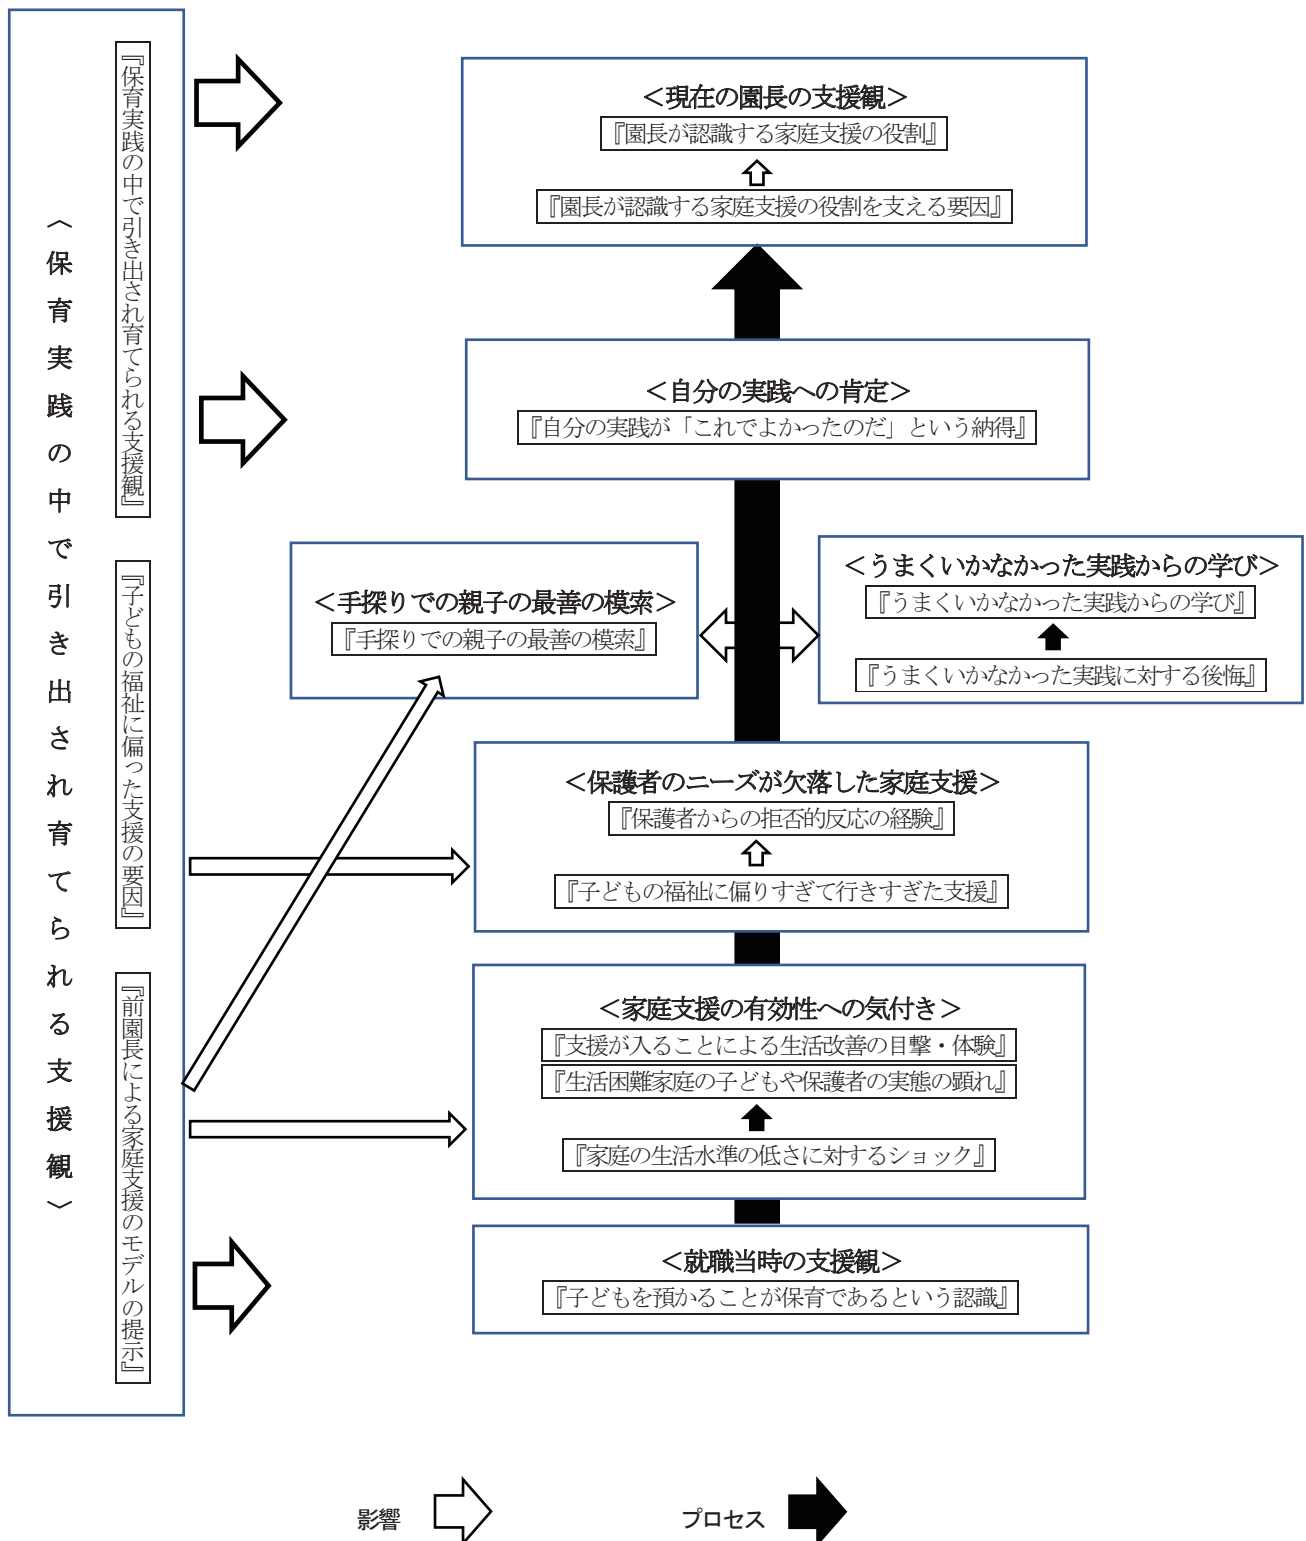 〈保育実践の中で引き出され育てられる支援観〉
『保育実践の中で引き出され育てられる支援観』
『子どもの福祉に偏った支援の要因』
『前園長による家庭支援のモデルの提示』
＜現在の園長の支援観＞
『園長が認識する家庭支援の役割』
『園長が認識する家庭支援の役割を支える要因』
＜自分の実践への肯定＞
『自分の実践が「これでよかったのだ」という納得』
＜手探りでの親子の最善の模索＞
『手探りでの親子の最善の模索』
＜うまくいかなかった実践からの学び＞
『うまくいかなかった実践からの学び』
『うまくいかなかった実践に対する後悔』
＜保護者のニーズが欠落した家庭支援＞
『保護者からの拒否的反応の経験』
『子どもの福祉に偏りすぎて行きすぎた支援』
＜家庭支援の有効性への気付き＞
『支援が入ることによる生活改善の目撃・体験』
『生活困難家庭の子どもや保護者の実態の顕れ』
『家庭の生活水準の低さに対するショック』
＜就職当時の支援観＞
『子どもを預かることが保育であるという認識』
影響
プロセス